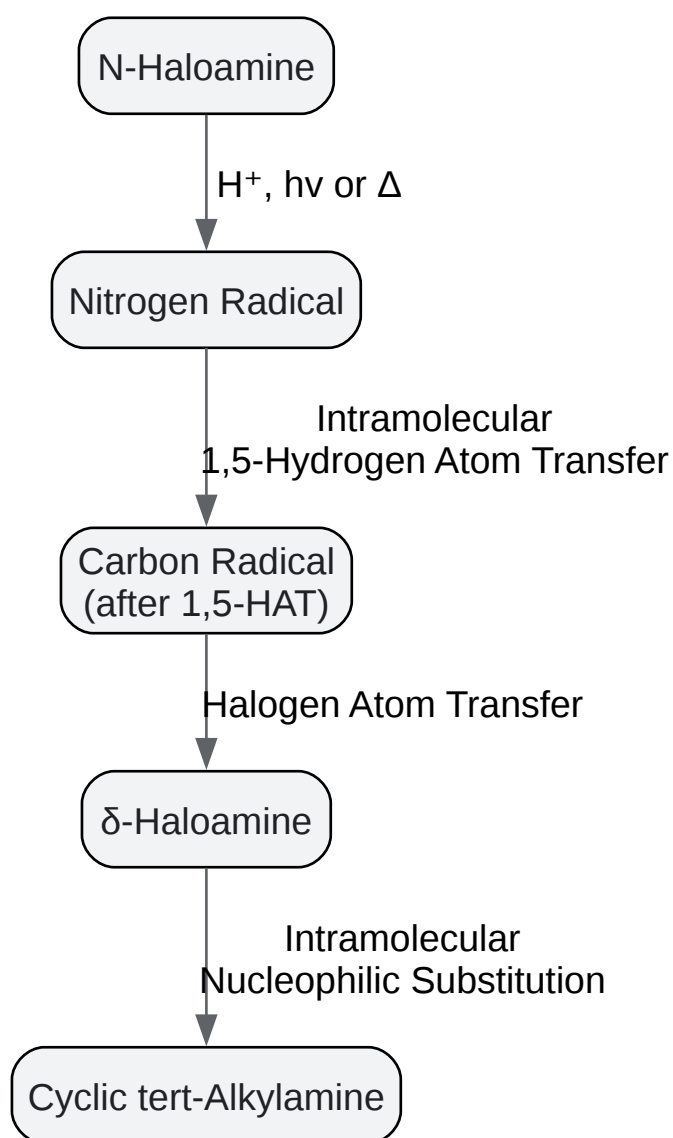 N-Haloamine
H⁺, hv or Δ
Nitrogen Radical
Intramolecular
1,5-Hydrogen Atom Transfer
Carbon Radical
(after 1,5-HAT)
Halogen Atom Transfer
δ-Haloamine
Intramolecular
Nucleophilic Substitution
Cyclic tert-Alkylamine